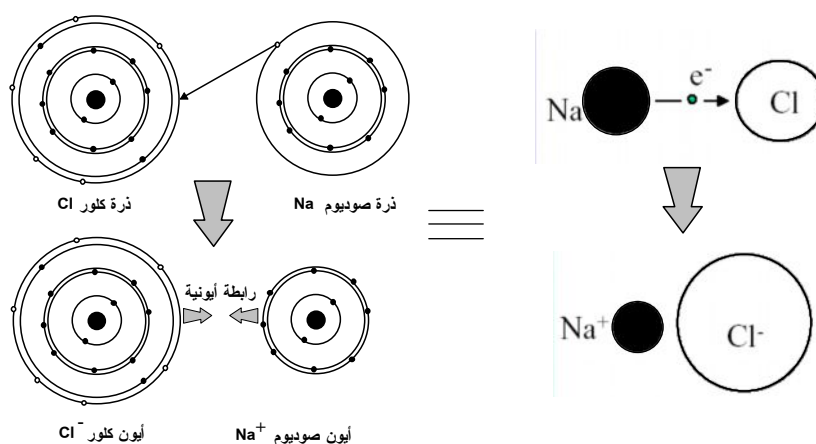 ذرة كلور Cl
ذرة صوديوم Na
رابطة أيونية
أيون كلور Cl⁻
أيون صوديوم Na⁺
Na
e⁻
Cl
Na⁺
Cl⁻